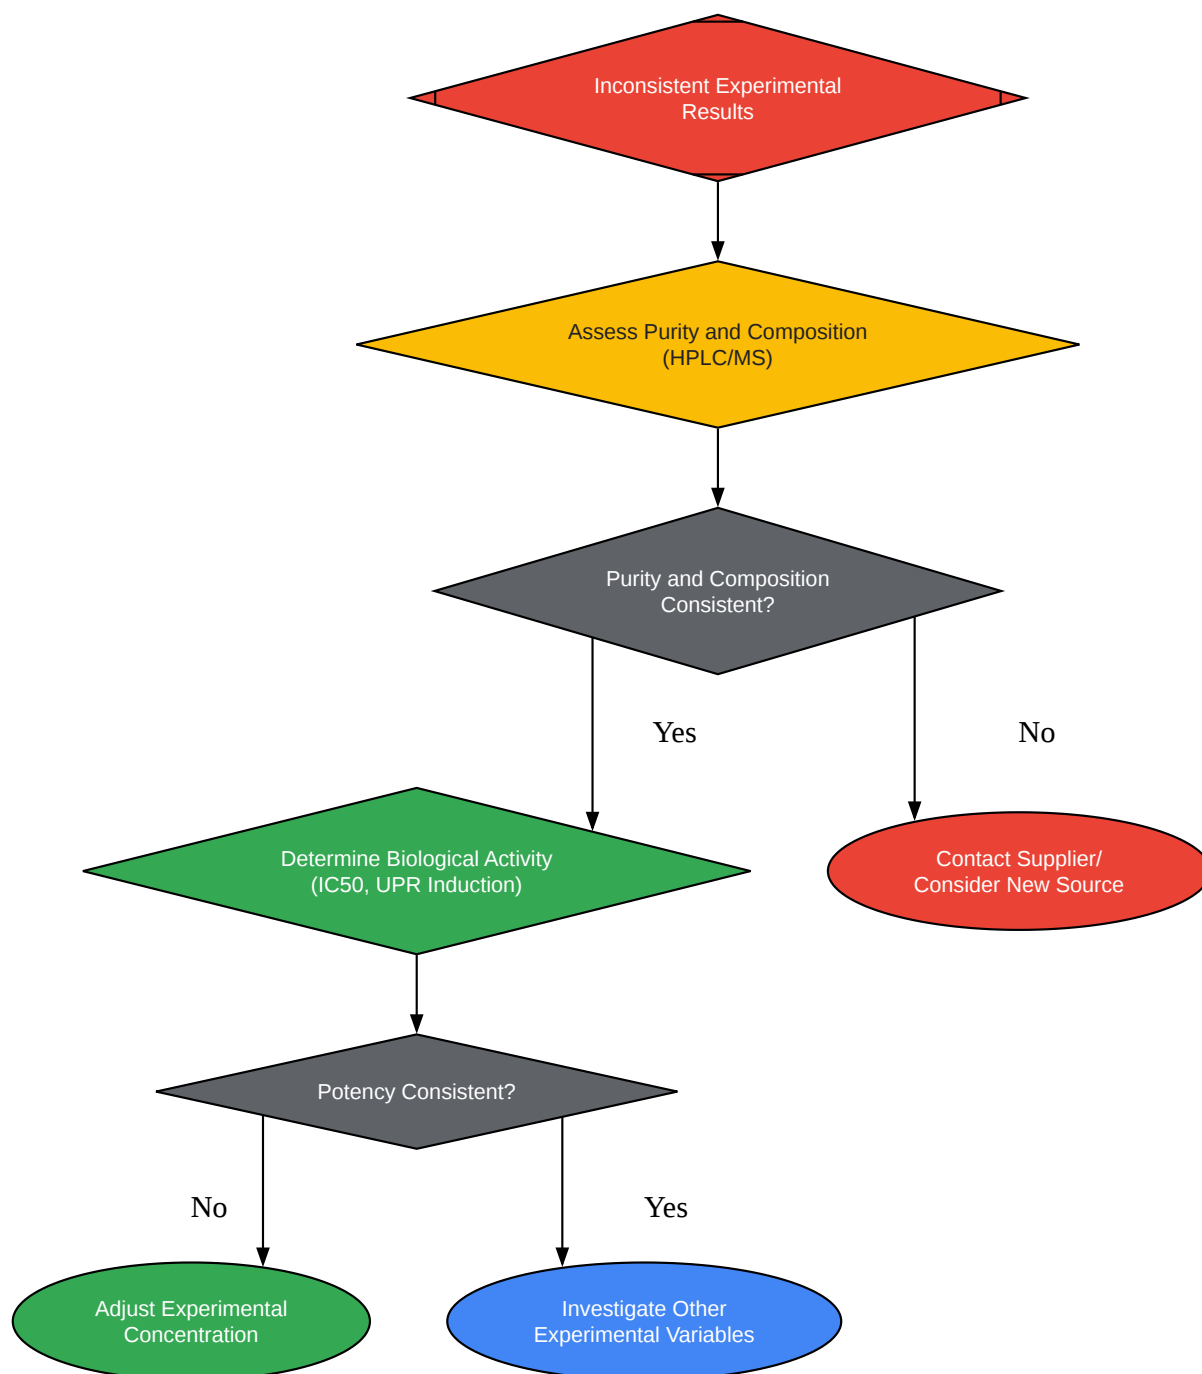 Inconsistent Experimental
Results
Assess Purity and Composition
(HPLC/MS)
Purity and Composition
Consistent?
Yes
No
Determine Biological Activity
(IC50, UPR Induction)
Contact Supplier/
Consider New Source
Potency Consistent?
No
Yes
Adjust Experimental
Concentration
Investigate Other
Experimental Variables